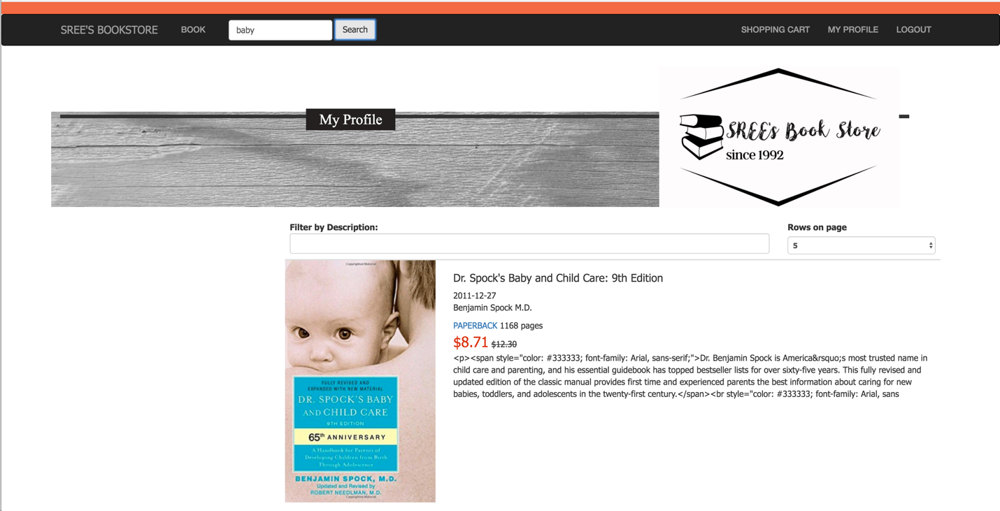 SREE'S BOOKSTORE BOOK baby Search SHOPPING CART MY PROFILE LOGOUT
My Profile
SREE's Book Store
since 1992
Filter by Description: Rows on page
5
Copyrighted Material
FULLY REVISED AND
EXPANDED WITH NEW MATERIAL
DR. SPOCK'S BABY
AND CHILD CARE
9TH EDITION
65th ANNIVERSARY
A Handbook for Parents of
Developing Children from Birth
Through Adolescence
BENJAMIN SPOCK, M.D.
Updated and Revised by
ROBERT NEEDLMAN, M.D.
Copyrighted Material
Dr. Spock's Baby and Child Care: 9th Edition
2011-12-27
Benjamin Spock M.D.
PAPERBACK 1168 pages
$8.71 $12.30
<p><span style="color: #333333; font-family: Arial, sans-serif;">Dr. Benjamin Spock is America&rsquo;s most trusted name in
child care and parenting, and his essential guidebook has topped bestseller lists for over sixty-five years. This fully revised and
updated edition of the classic manual provides first time and experienced parents the best information about caring for new
babies, toddlers, and adolescents in the twenty-first century.</span><br style="color: #333333; font-family: Arial, sans